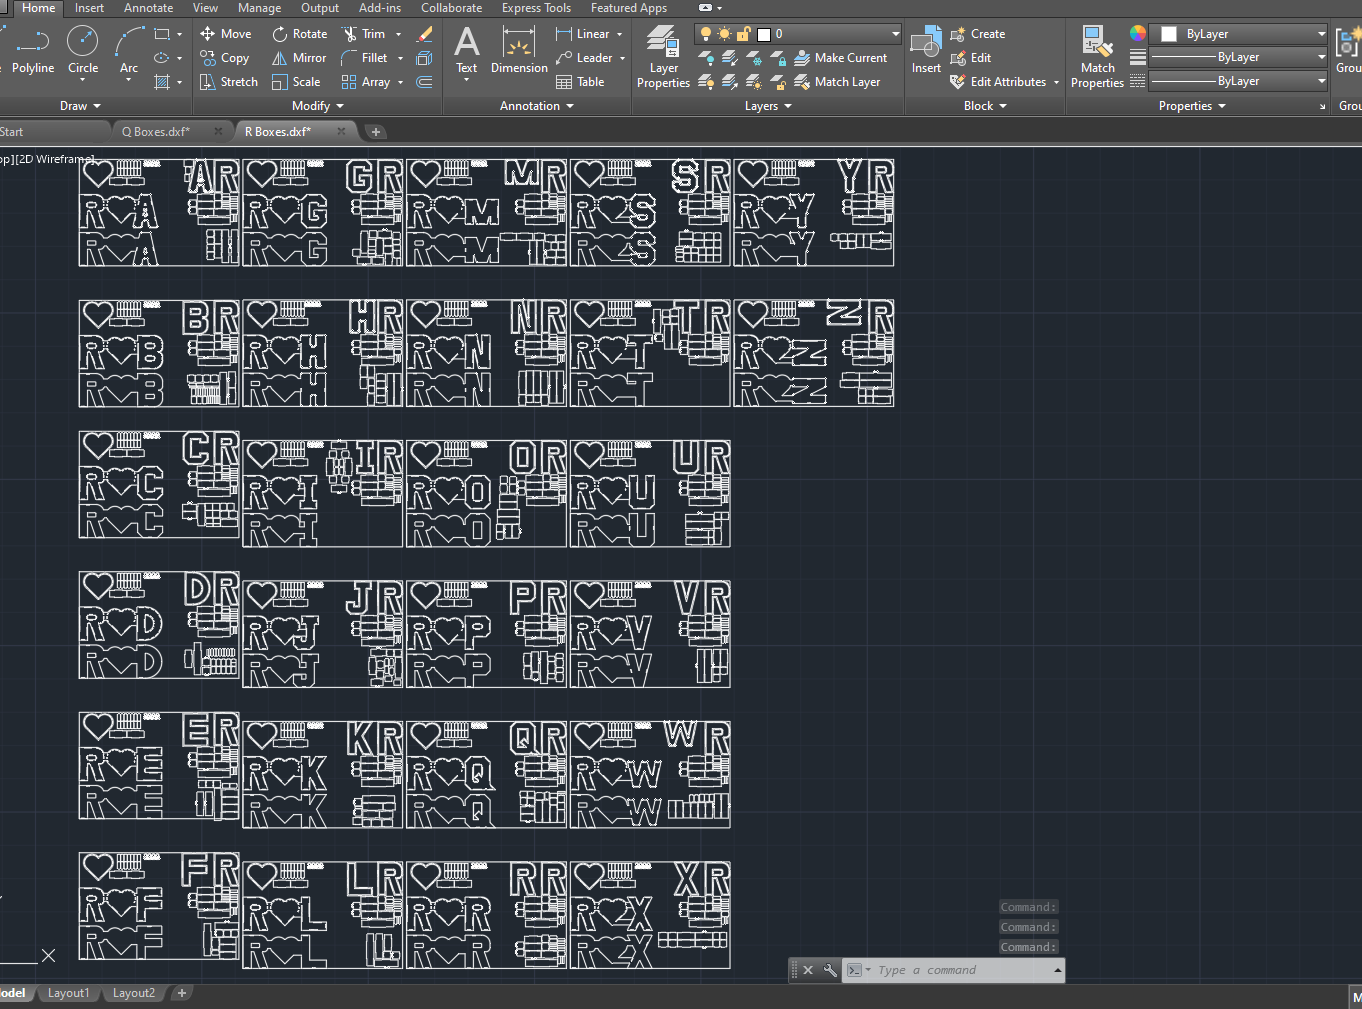 Home Insert Annotate View Manage Output Add-ins Collaborate Express Tools Featured Apps
Polyline Circle Arc
Move Rotate Trim
Copy Mirror Fillet
Stretch Scale Array
Text Dimension
Linear
Leader
Table
Layer Properties
0
Make Current
Match Layer
Insert
Create
Edit
Edit Attributes
Match Properties
ByLayer
ByLayer
ByLayer
Draw Modify Annotation Layers Block Properties
Start Q Boxes.dxf* R Boxes.dxf*
[2D Wireframe]
AR GR MR SR YR
R A R G R M R S R Y
R A R G R M R S R Y
BR HR NR TR ZR
R B R H R N R T R Z
R B R H R N R T R Z
CR IR OR UR
R C R I R O R U
R C R I R O R U
DR JR PR VR
R D R J R P R V
R D R J R P R V
ER KR QR WR
R E R K R Q R W
R E R K R Q R W
FR LR RR XR
R F R L R R R X
R F R L R R R X
Command:
Command:
Command:
Type a command
Layout1 Layout2